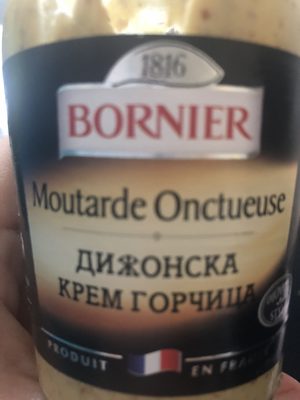 1816
BORNIER
Moutarde Onctueuse
ДИЖОНСКА
КРЕМ ГОРЧИЦА
PRODUIT EN FRANCE